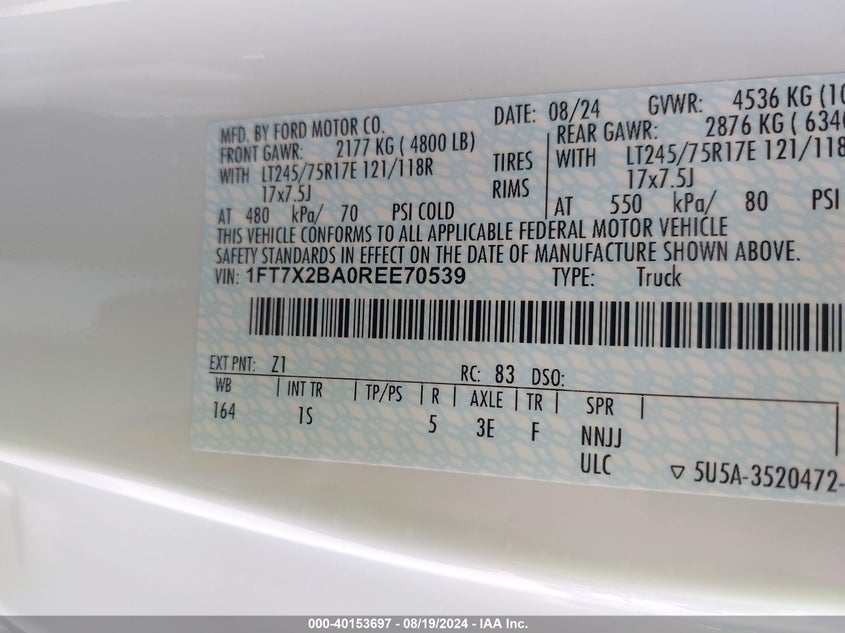 MFD. BY FORD MOTOR CO. DATE: 08/24 GVWR: 4536 KG
FRONT GAWR: 2177 KG ( 4800 LB) REAR GAWR: 2876 KG ( 634
WITH LT245/75R17E 121/118R TIRES WITH LT245/75R17E 121/118
17x7.5J RIMS 17x7.5J
AT 480 kPa/ 70 PSI COLD AT 550 kPa/ 80 PSI
THIS VEHICLE CONFORMS TO ALL APPLICABLE FEDERAL MOTOR VEHICLE
SAFETY STANDARDS IN EFFECT ON THE DATE OF MANUFACTURE SHOWN ABOVE.
VIN: 1FT7X2BA0REE70539 TYPE: Truck
EXT PNT: Z1 RC: 83 DSO:
WB | INT TR | TP/PS | R | AXLE | TR | SPR |
164 1S 5 3E F NNJJ
ULC ▽ 5U5A-3520472-
000-40153697 - 08/19/2024 - IAAI Inc.